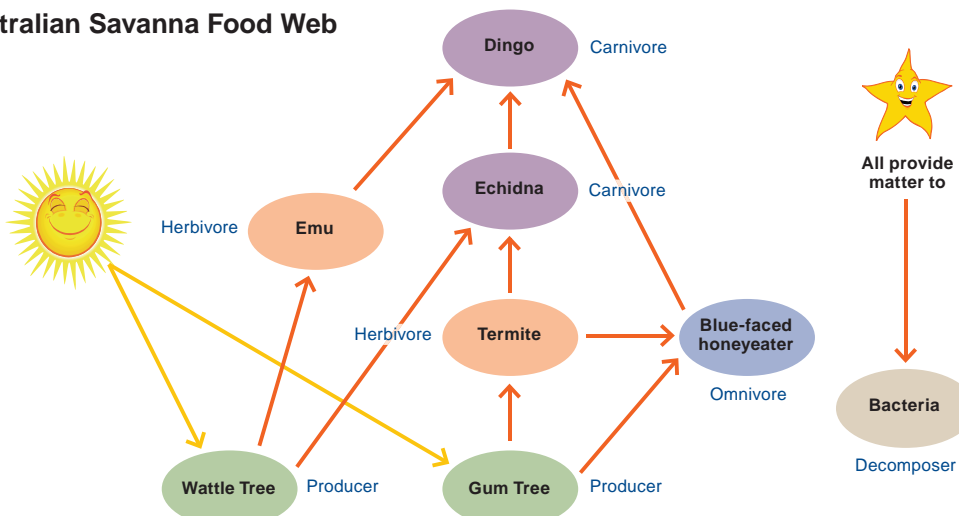 tralian Savanna Food Web
Dingo
Carnivore
All provide
matter to
Echidna
Carnivore
Herbivore
Emu
Herbivore
Termite
Blue-faced
honeyeater
Omnivore
Bacteria
Decomposer
Wattle Tree
Producer
Gum Tree
Producer